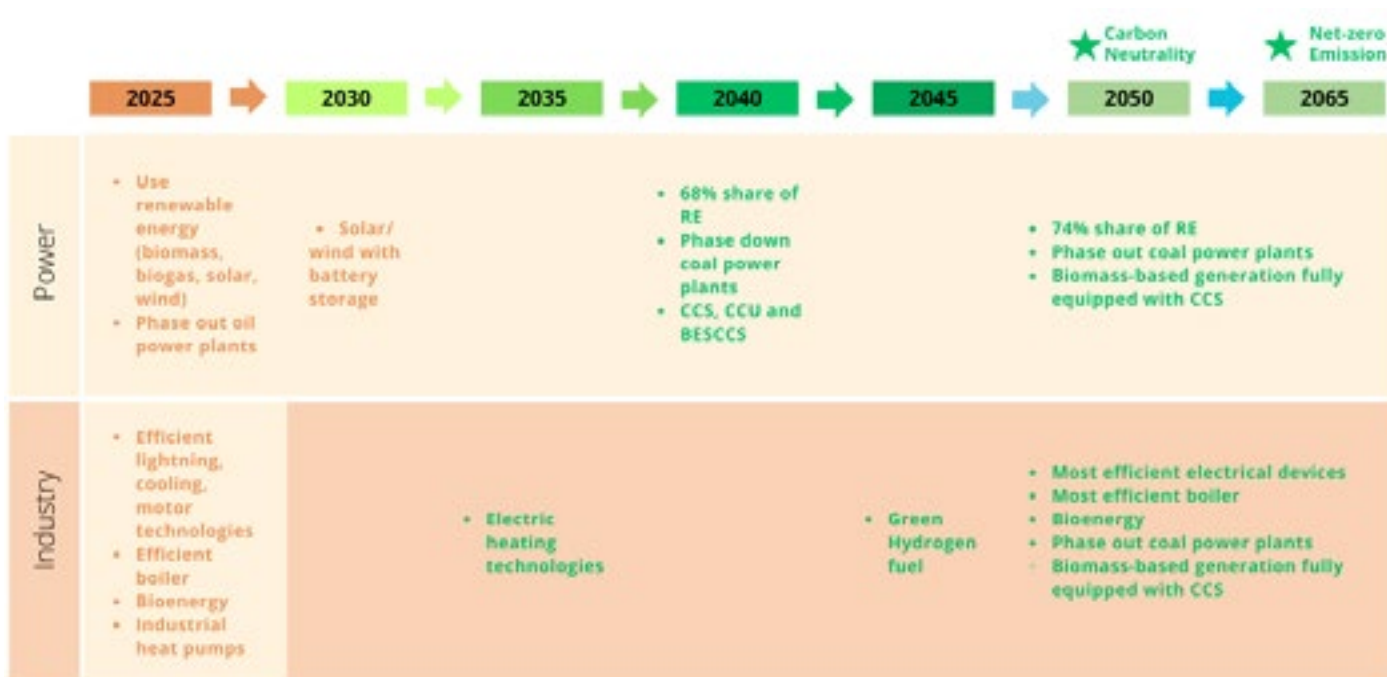 Carbon
Neutrality
Net-zero
Emission
2025
2030
2035
2040
2045
2050
2065
Power
• Use
renewable
energy
(biomass,
biogas, solar,
wind)
• Phase out oil
power plants
• Solar/
wind with
battery
storage
• 68% share of
RE
• Phase down
coal power
plants
• CCS, CCU and
BESCCS
• 74% share of RE
• Phase out coal power plants
• Biomass-based generation fully
equipped with CCS
Industry
• Efficient
lightning,
cooling,
motor
technologies
• Efficient
boiler
• Bioenergy
• Industrial
heat pumps
• Electric
heating
technologies
• Green
Hydrogen
fuel
• Most efficient electrical devices
• Most efficient boiler
• Bioenergy
• Phase out coal power plants
• Biomass-based generation fully
equipped with CCS